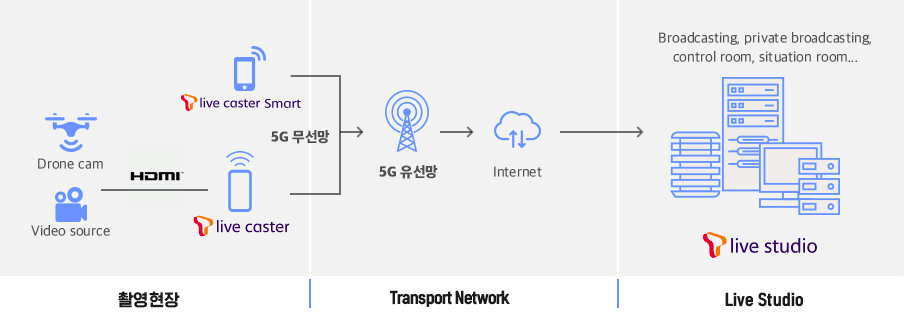 Broadcasting, private broadcasting,
control room, situation room...
live caster Smart
5G 무선망
Drone cam
HDMI™
5G 유선망
Internet
Video source
live caster
live studio
촬영현장
Transport Network
Live Studio